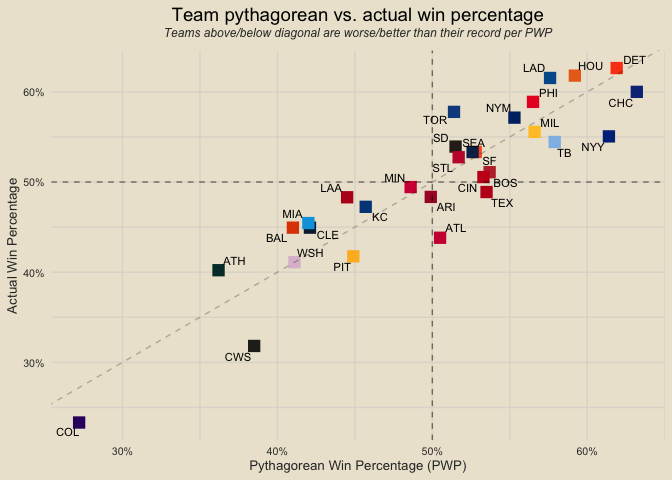 Team pythagorean vs. actual win percentage
Teams above/below diagonal are worse/better than their record per PWP
DET
HOU
LAD
60%
PHI
CHC
NYM
TOR
MIL
SD
SEA
TB
NYY
STL
SF
50%
MIN
CIN
BOS
LAA
TEX
ARI
MIA
KC
BAL
CLE
ATL
WSH
ATH
PIT
40%
CWS
30%
COL
30%
40%
50%
60%
Actual Win Percentage
Pythagorean Win Percentage (PWP)